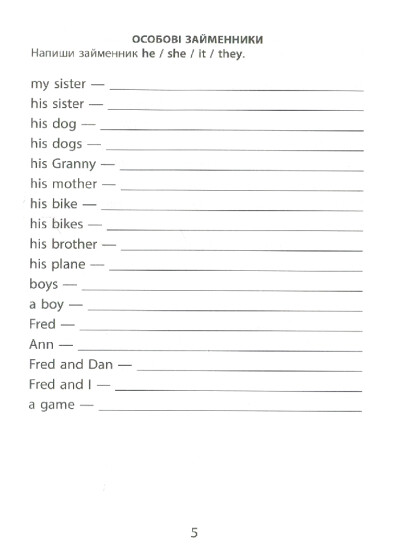 ОСОБОВІ ЗАЙМЕННИКИ
Напиши займенник he / she / it / they.
my sister —
his sister —
his dog —
his dogs —
his Granny —
his mother —
his bike —
his bikes —
his brother —
his plane —
boys —
a boy —
Fred —
Ann —
Fred and Dan —
Fred and I —
a game —
5